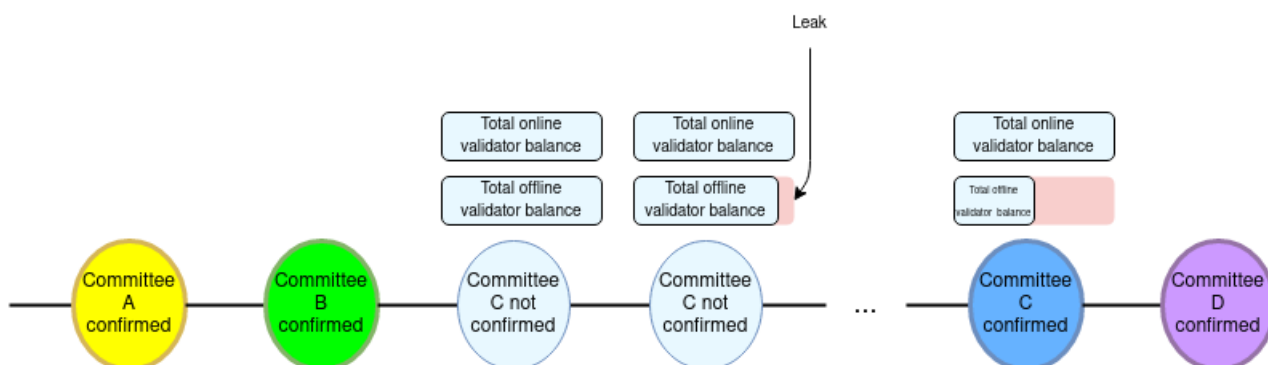 Leak
Total online
validator balance
Total online
validator balance
Total online
validator balance
Total offline
validator balance
Total offline
validator balance
Total offline
validator balance
Committee
A
confirmed
Committee
B
confirmed
Committee
C not
confirmed
Committee
C not
confirmed
...
Committee
C
confirmed
Committee
D
confirmed